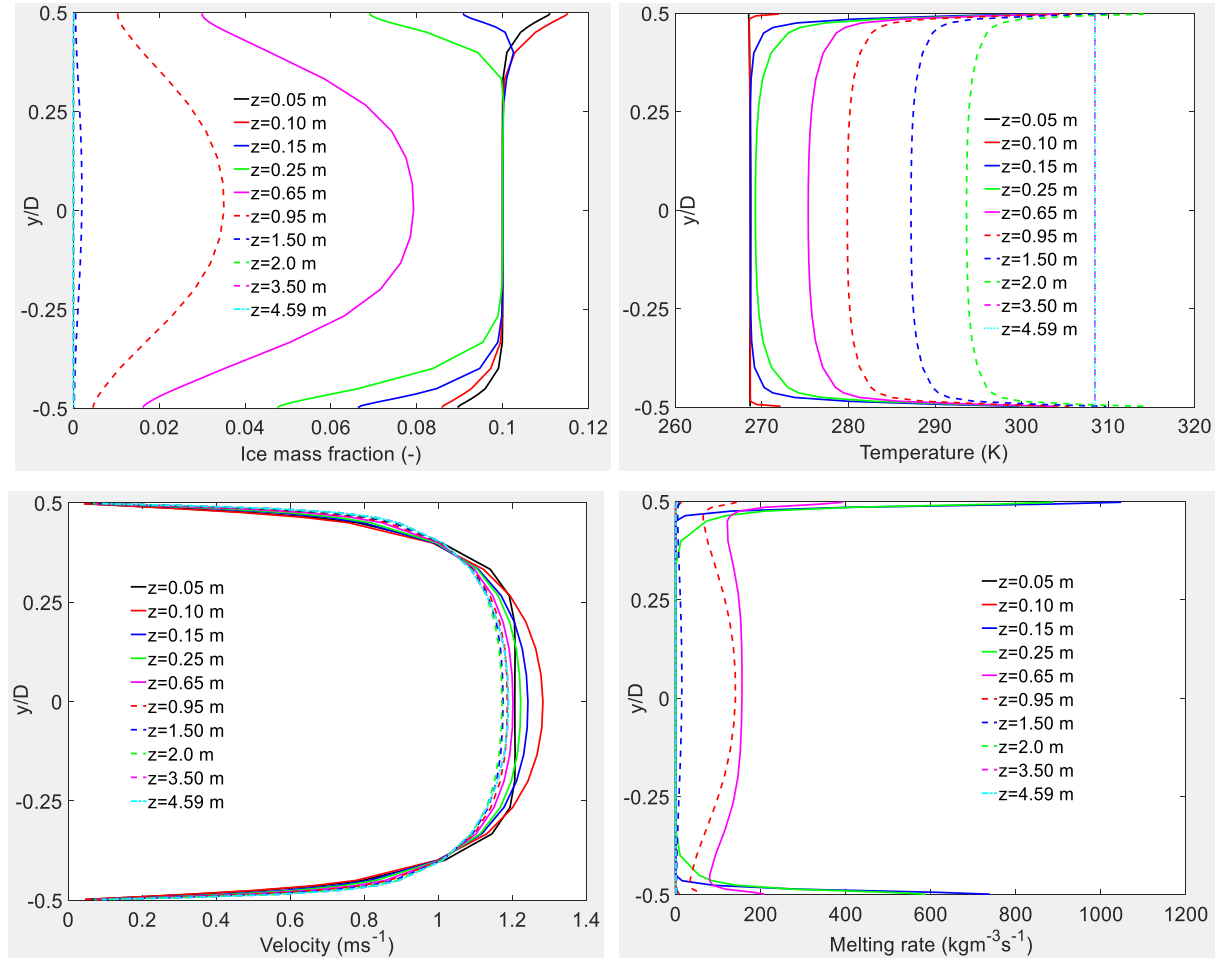 0.5
0.25
0
-0.25
-0.5
y/D
z=0.05 m
z=0.10 m
z=0.15 m
z=0.25 m
z=0.65 m
z=0.95 m
z=1.50 m
z=2.0 m
z=3.50 m
z=4.59 m
0 0.02 0.04 0.06 0.08 0.1 0.12
Ice mass fraction (-)
0.5
0.25
0
-0.25
-0.5
y/D
z=0.05 m
z=0.10 m
z=0.15 m
z=0.25 m
z=0.65 m
z=0.95 m
z=1.50 m
z=2.0 m
z=3.50 m
z=4.59 m
260 270 280 290 300 310 320
Temperature (K)
0.5
0.25
0
-0.25
-0.5
y/D
z=0.05 m
z=0.10 m
z=0.15 m
z=0.25 m
z=0.65 m
z=0.95 m
z=1.50 m
z=2.0 m
z=3.50 m
z=4.59 m
0 0.2 0.4 0.6 0.8 1 1.2 1.4
Velocity (ms⁻¹)
0.5
0.25
0
-0.25
-0.5
y/D
z=0.05 m
z=0.10 m
z=0.15 m
z=0.25 m
z=0.65 m
z=0.95 m
z=1.50 m
z=2.0 m
z=3.50 m
z=4.59 m
0 200 400 600 800 1000 1200
Melting rate (kgm⁻³s⁻¹)